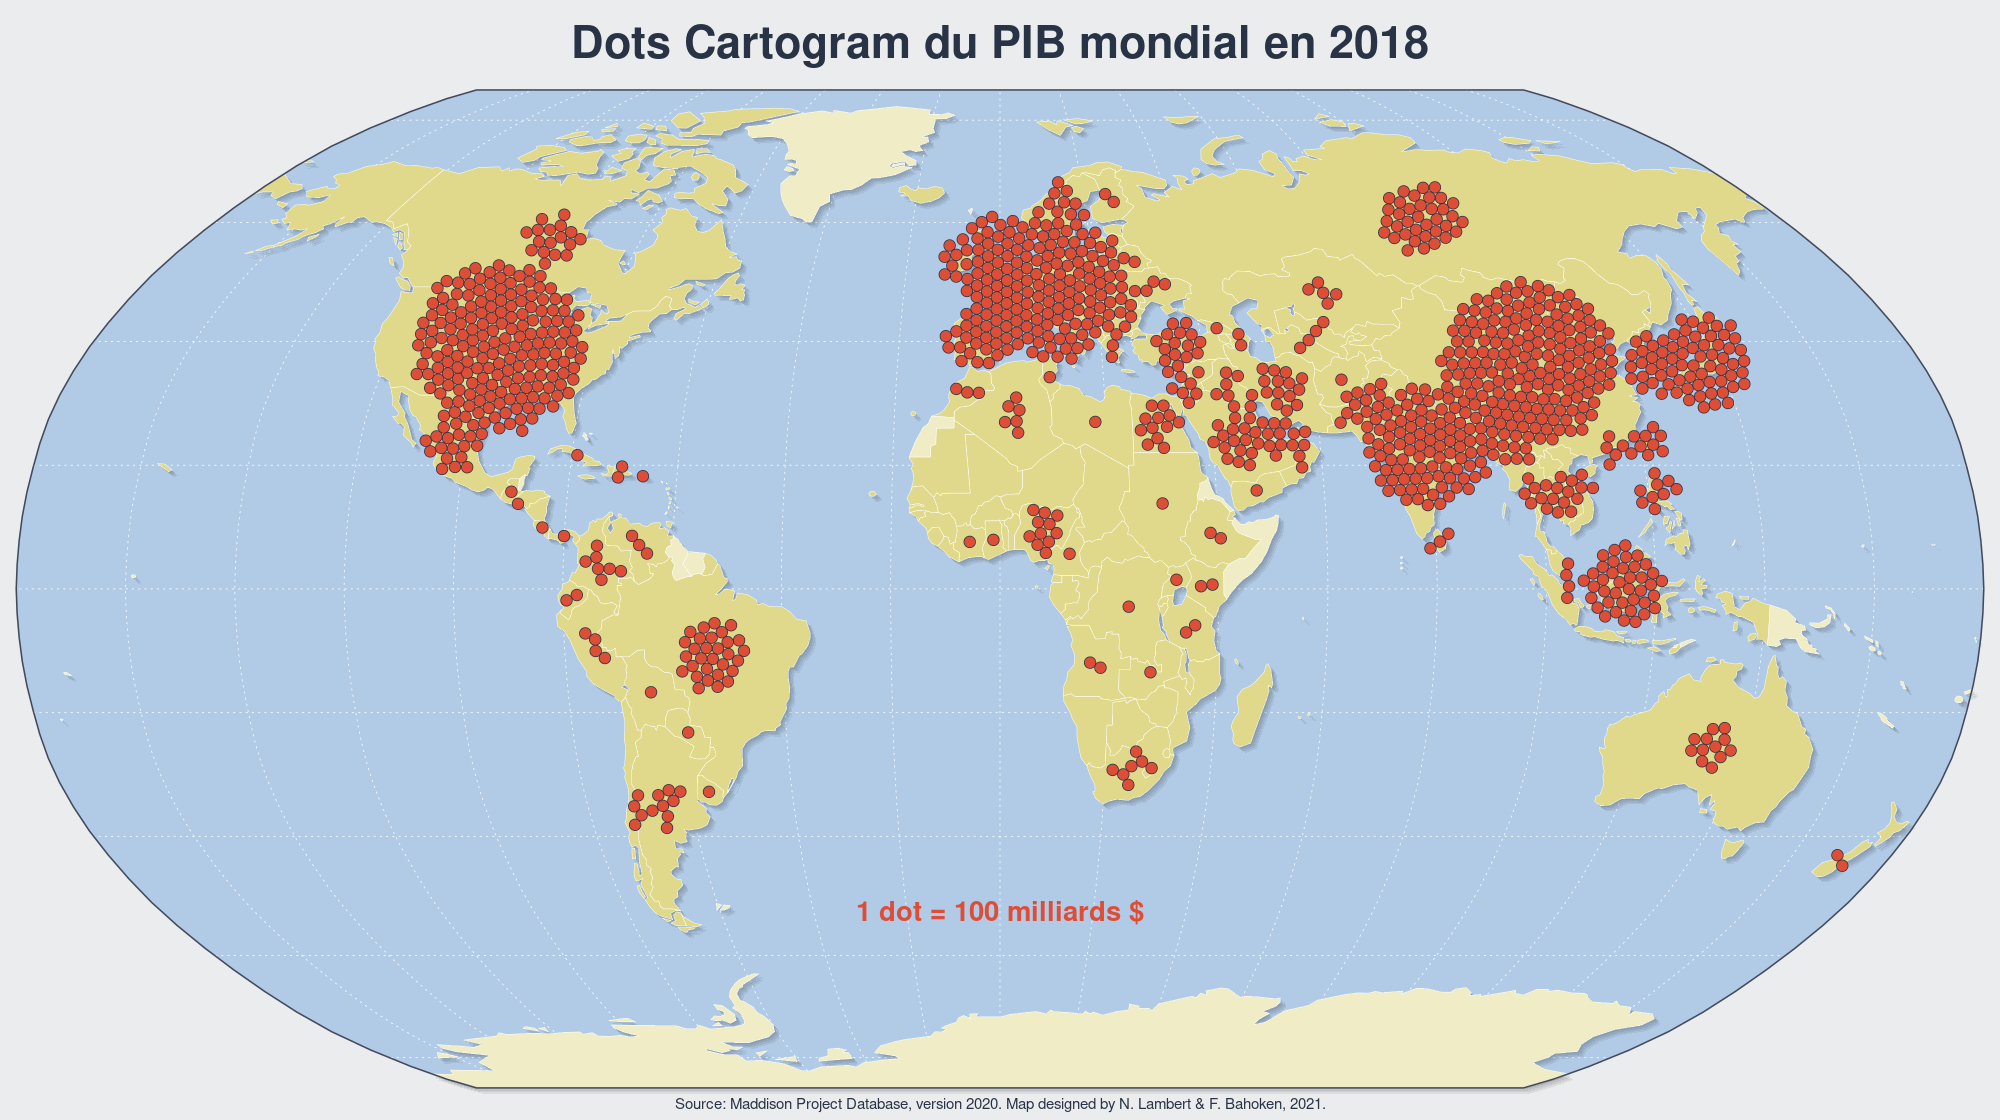 Dots Cartogram du PIB mondial en 2018
1 dot = 100 milliards $
Source: Maddison Project Database, version 2020. Map designed by N. Lambert & F. Bahoken, 2021.